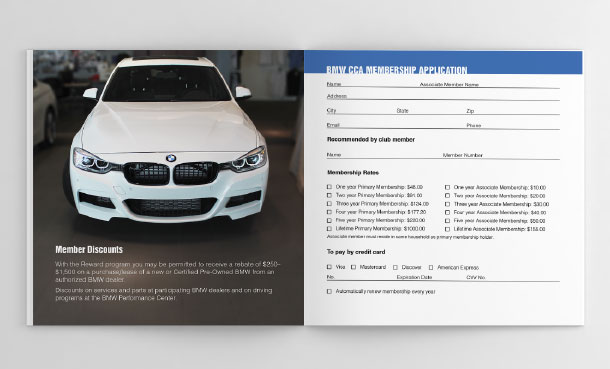 Member Discounts
With the Reward program you may be permitted to receive a rebate of $250–
$1,500 on a purchase/lease of a new or Certified Pre-Owned BMW from an
authorized BMW dealer.
Discounts on services and parts at participating BMW dealers and on driving
programs at the BMW Performance Center.
BMW CCA MEMBERSHIP APPLICATION
Name Associate Member Name
Address
City State Zip
Email Phone
Recommended by club member
Name Member Number
Membership Rates
One year Primary Membership: $48.00
Two year Primary Membership: $91.00
Three year Primary Membership: $134.09
Four year Primary Membership: $177.20
Five year Primary Membership: $220.00
Lifetime Primary Membership: $1000.00
One year Associate Membership: $10.00
Two year Associate Membership: $20.00
Three year Associate Membership: $30.00
Four year Associate Membership: $40.00
Five year Associate Membership: $50.00
Lifetime Associate Membership:
Associate member must reside in same household as primary membership holder.
To pay by credit card
Visa Mastercard Discover American Express
No. Expiration Date CVV No.
Automatically renew membership every year